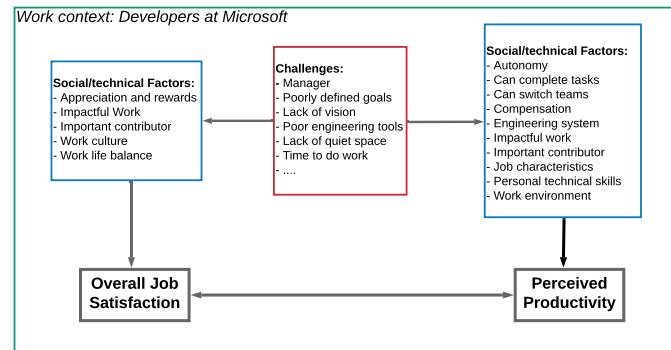 Work context: Developers at Microsoft
Social/technical Factors:
- Appreciation and rewards
- Impactful Work
- Important contributor
- Work culture
- Work life balance
Challenges:
- Manager
- Poorly defined goals
- Lack of vision
- Poor engineering tools
- Lack of quiet space
- Time to do work
- ....
Social/technical Factors:
- Autonomy
- Can complete tasks
- Can switch teams
- Compensation
- Engineering system
- Impactful work
- Important contributor
- Job characteristics
- Personal technical skills
- Work environment
Overall Job
Satisfaction
Perceived
Productivity